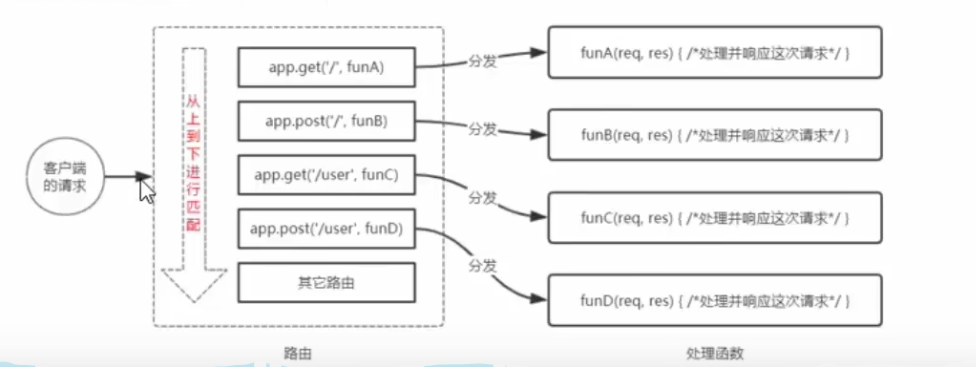 客户端
的请求
从上到下进行匹配
app.get('/', funA)
app.post('/', funB)
app.get('/user', funC)
app.post('/user', funD)
其它路由
分发
分发
分发
分发
funA(req, res) { /*处理并响应这次请求*/ }
funB(req, res) { /*处理并响应这次请求*/ }
funC(req, res) { /*处理并响应这次请求*/ }
funD(req, res) { /*处理并响应这次请求*/ }
路由
处理函数